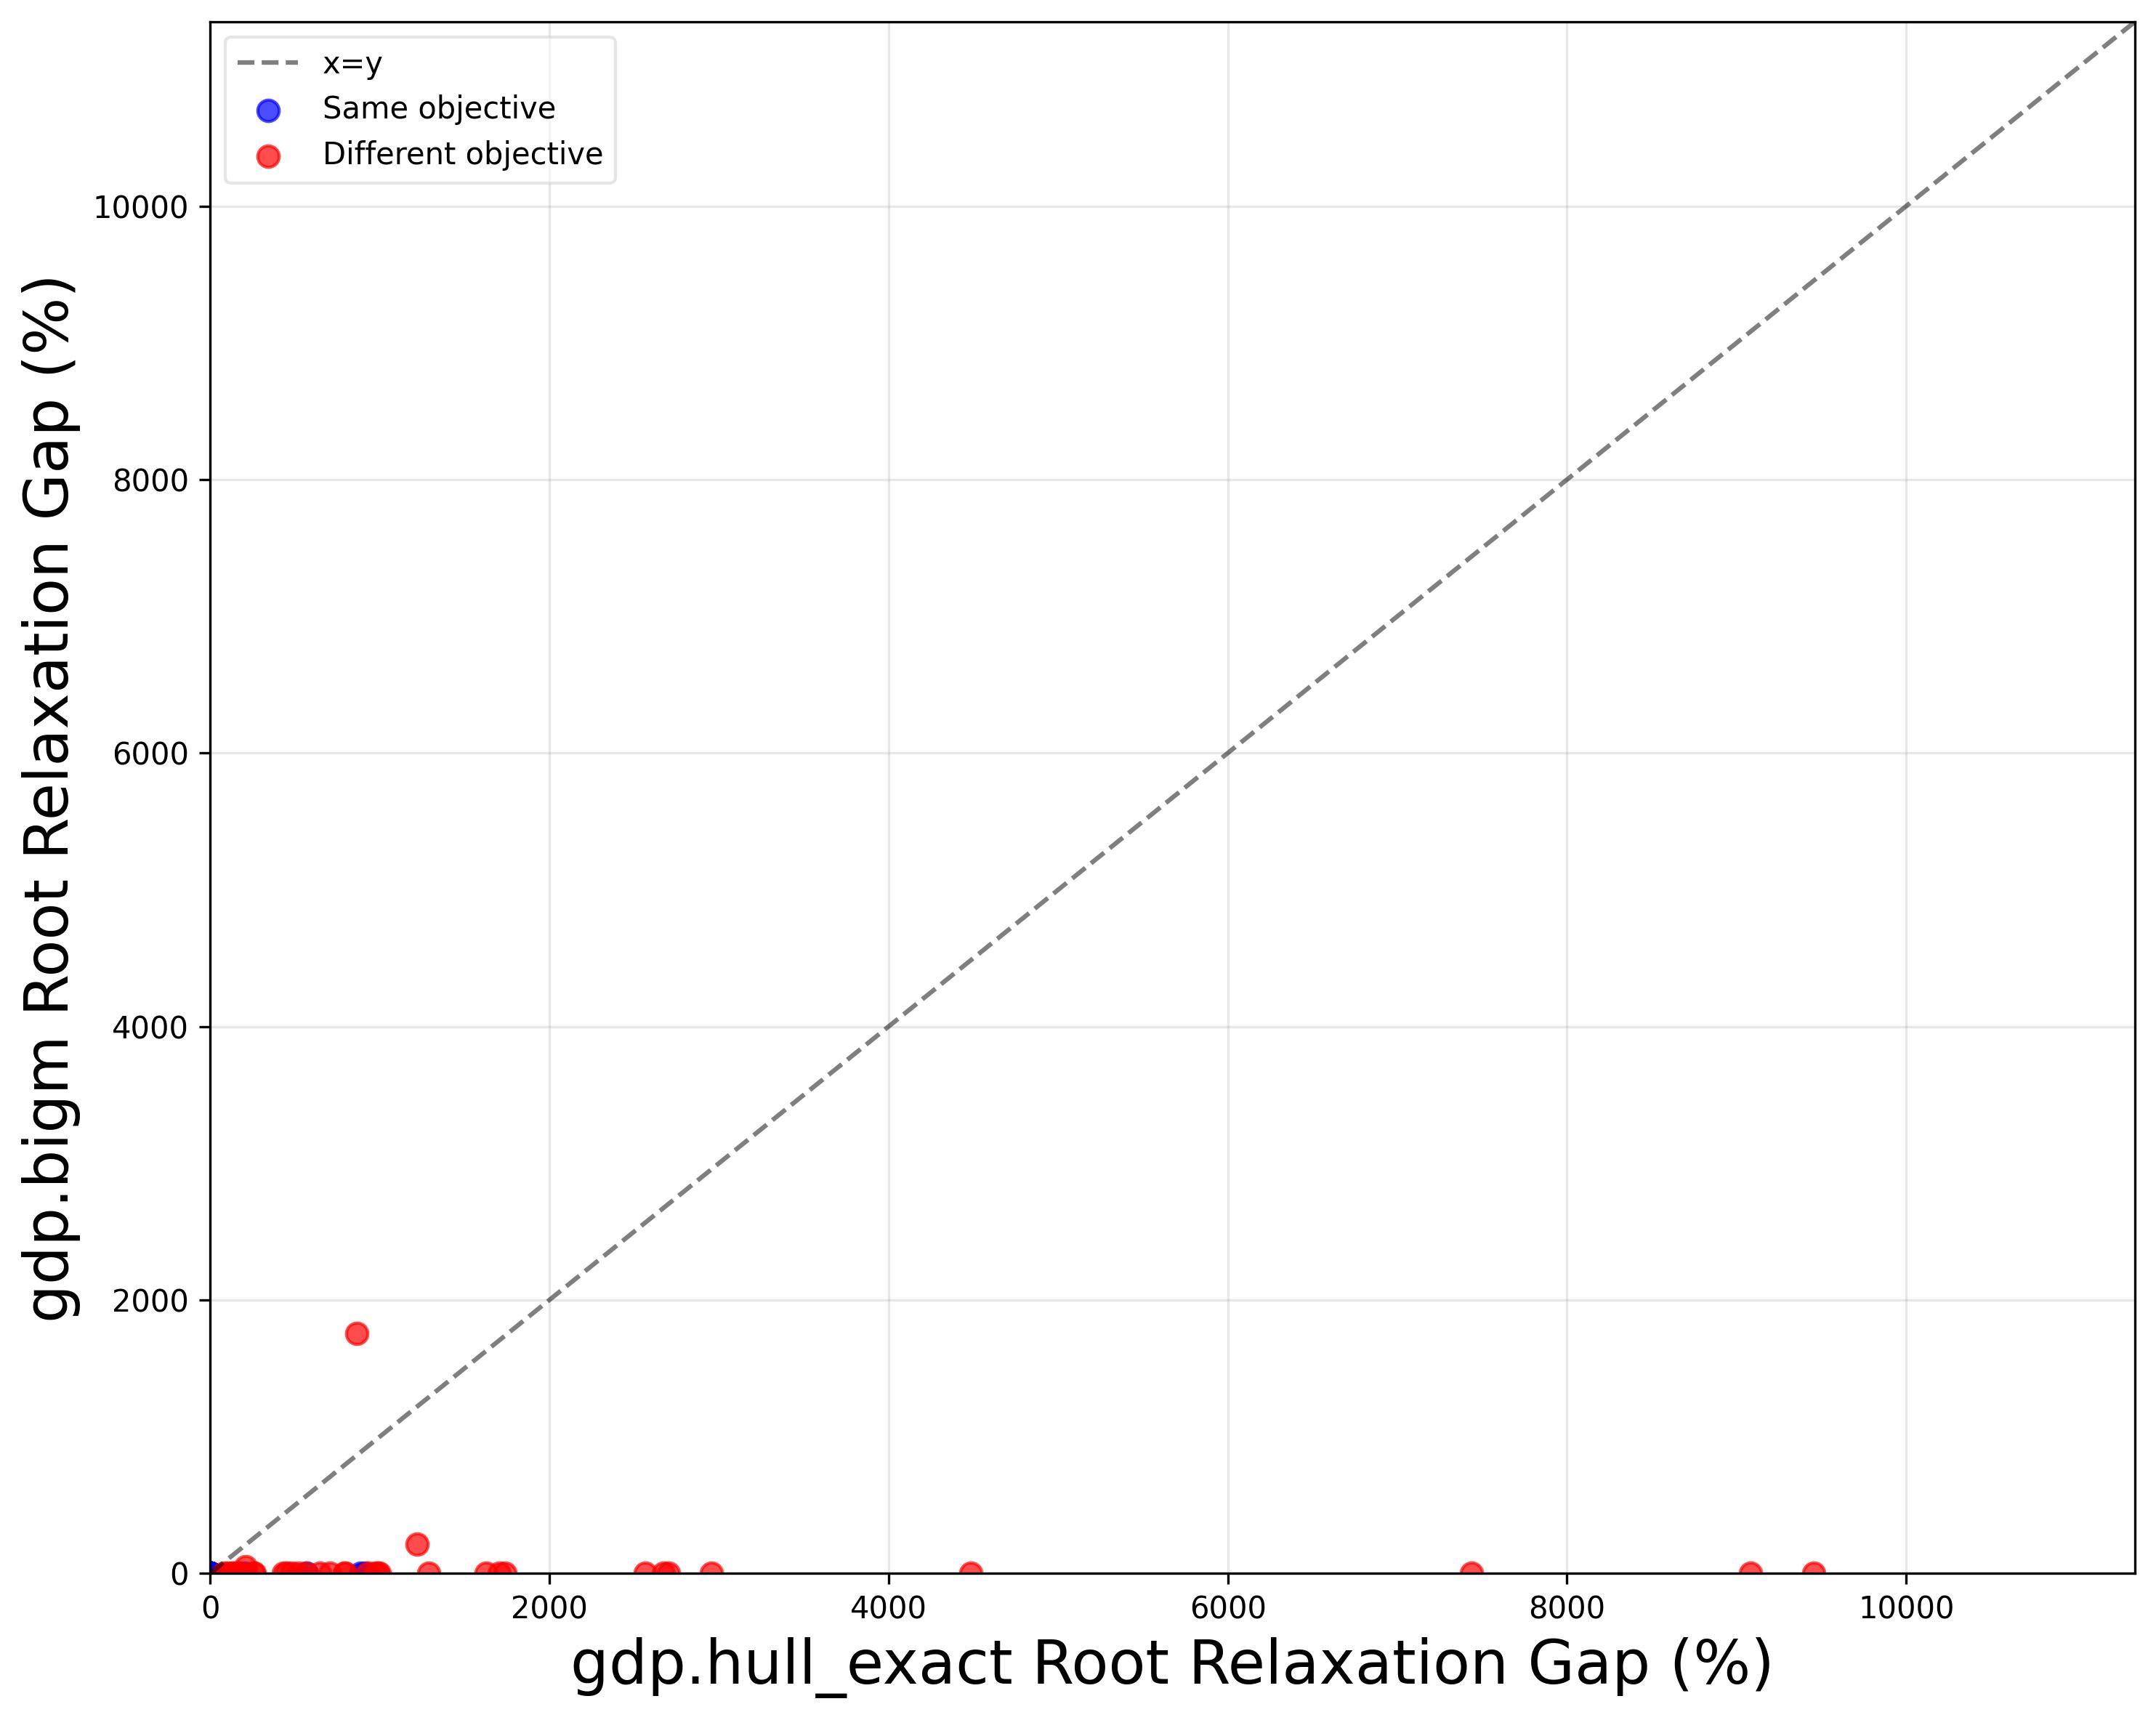 x=y
Same objective
Different objective
gdp.bigm Root Relaxation Gap (%)
10000
8000
6000
4000
2000
0
0 2000 4000 6000 8000 10000
gdp.hull_exact Root Relaxation Gap (%)